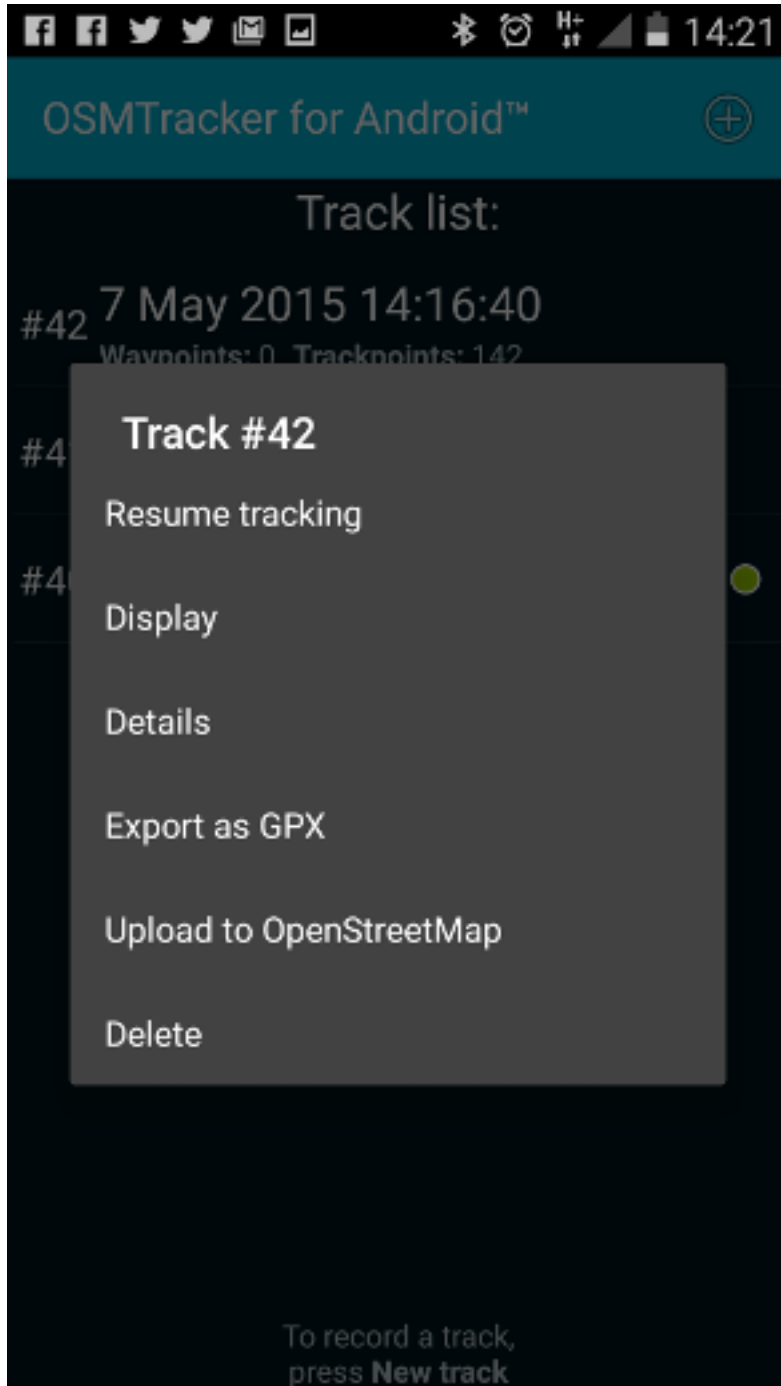 H+
14:21
OSMTracker for Android™
Track list:
#42 7 May 2015 14:16:40
Waypoints: 0 Trackpoints: 142
Track #42
Resume tracking
Display
Details
Export as GPX
Upload to OpenStreetMap
Delete
To record a track,
press New track